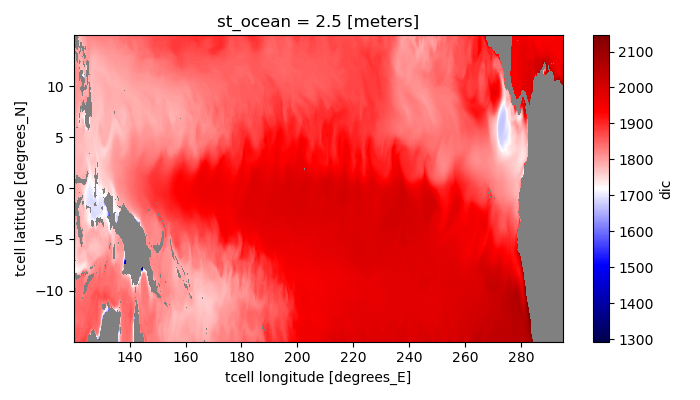 st_ocean = 2.5 [meters]
10
5
0
−5
−10
tcell latitude [degrees_N]
140 160 180 200 220 240 260 280
tcell longitude [degrees_E]
2100
2000
1900
1800
1700
1600
1500
1400
1300
dic